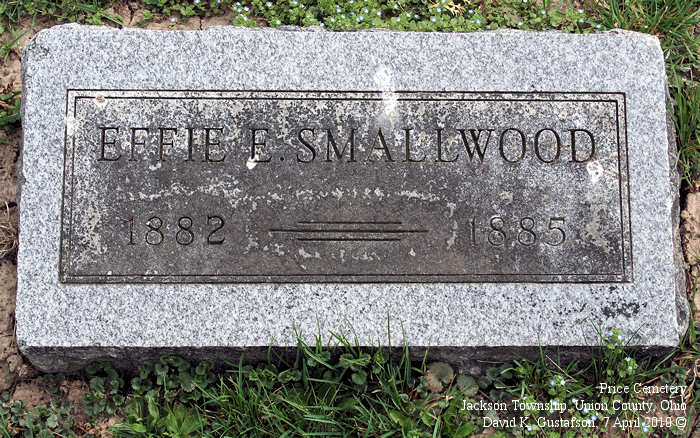 EFFIE E. SMALLWOOD
1882 1885
Price Cemetery
Jackson Township, Union County, Ohio
David K. Gustafson, 7 April 2018 ©